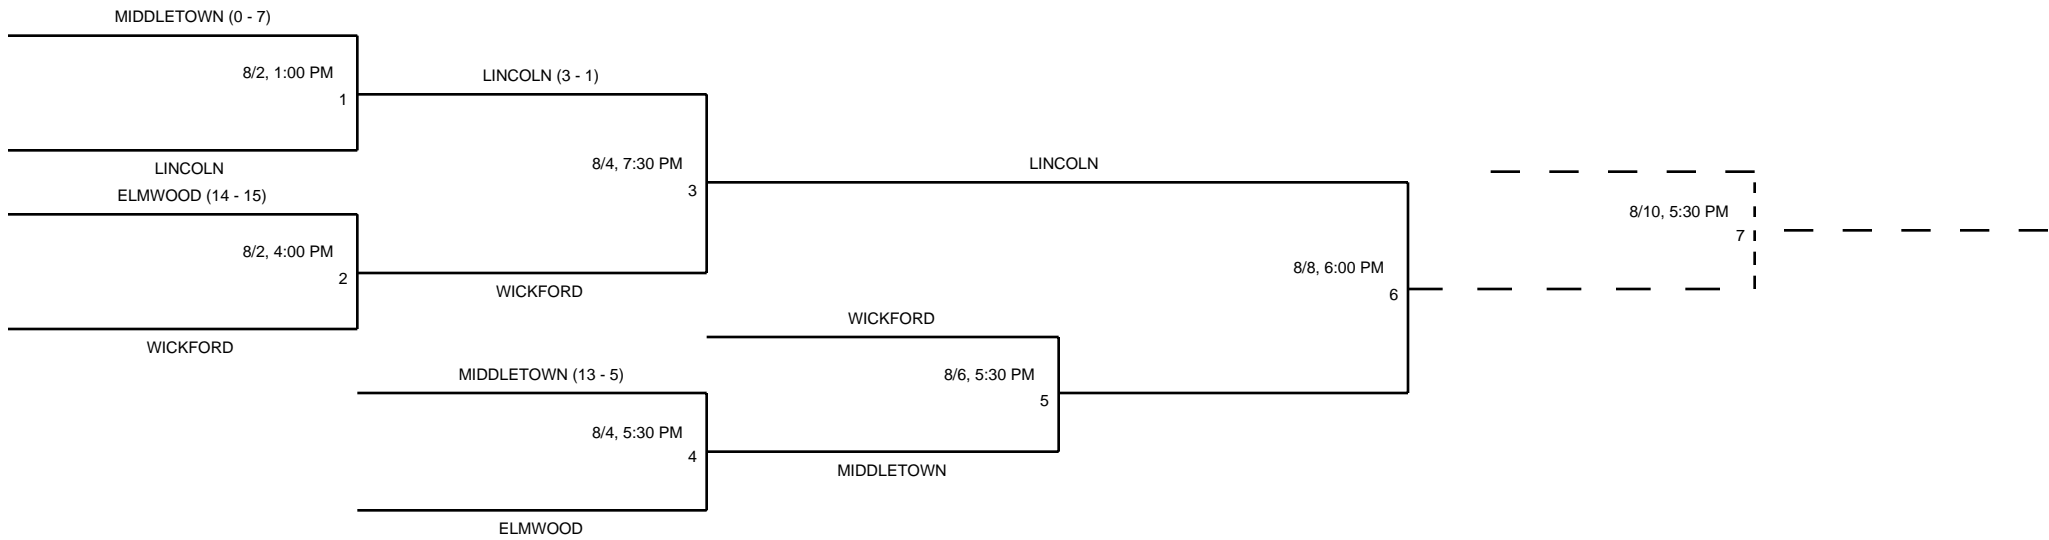 MIDDLETOWN (0 - 7)
8/2, 1:00 PM
1
LINCOLN
LINCOLN (3 - 1)
ELMWOOD (14 - 15)
8/2, 4:00 PM
2
WICKFORD
8/4, 7:30 PM
3
WICKFORD
LINCOLN
MIDDLETOWN (13 - 5)
8/4, 5:30 PM
4
ELMWOOD
WICKFORD
8/6, 5:30 PM
5
MIDDLETOWN
8/8, 6:00 PM
6
8/10, 5:30 PM
7